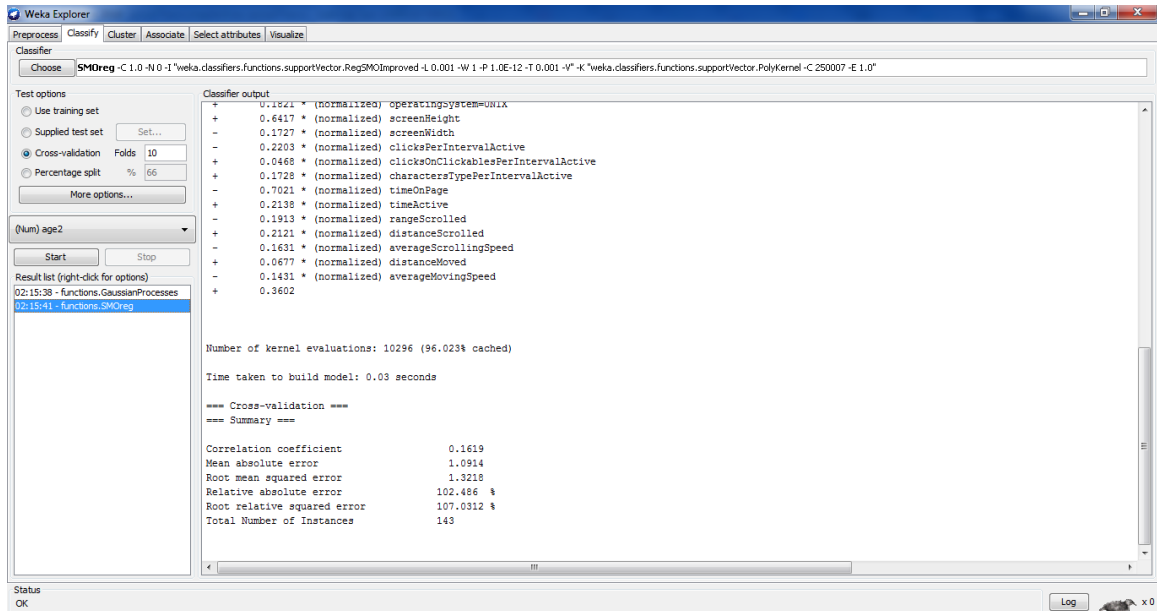 Weka Explorer
Preprocess Classify Cluster Associate Select attributes Visualize
Classifier
Choose SMOreg -C 1.0 -N 0 -I "weka.classifiers.functions.supportVector.RegSMOImproved -L 0.001 -W 1 -P 1.0E-12 -T 0.001 -V" -K "weka.classifiers.functions.supportVector.PolyKernel -C 250007 -E 1.0"
Test options
Use training set
Supplied test set Set...
Cross-validation Folds 10
Percentage split % 66
More options...
(Num) age2
Start Stop
Result list (right-click for options)
02:15:38 - functions.GaussianProcesses
02:15:41 - functions.SMOreg
Classifier output
+ 0.1821 * (normalized) operatingSystem=UNIX
+ 0.6417 * (normalized) screenHeight
- 0.1727 * (normalized) screenWidth
- 0.2203 * (normalized) clicksPerIntervalActive
+ 0.0468 * (normalized) clicksOnClickablesPerIntervalActive
+ 0.1728 * (normalized) charactersTypePerIntervalActive
- 0.7021 * (normalized) timeOnPage
+ 0.2138 * (normalized) timeActive
- 0.1913 * (normalized) rangeScrolled
+ 0.2121 * (normalized) distanceScrolled
- 0.1631 * (normalized) averageScrollingSpeed
+ 0.0677 * (normalized) distanceMoved
- 0.1431 * (normalized) averageMovingSpeed
+ 0.3602
Number of kernel evaluations: 10296 (96.023% cached)
Time taken to build model: 0.03 seconds
=== Cross-validation ===
=== Summary ===
Correlation coefficient 0.1619
Mean absolute error 1.0914
Root mean squared error 1.3218
Relative absolute error 102.486 %
Root relative squared error 107.0312 %
Total Number of Instances 143
Status
OK
Log x 0